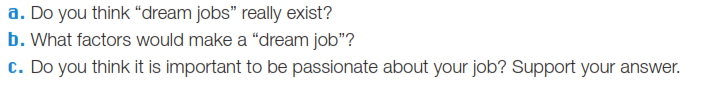 a. Do you think “dream jobs” really exist?
b. What factors would make a “dream job”?
c. Do you think it is important to be passionate about your job? Support your answer.